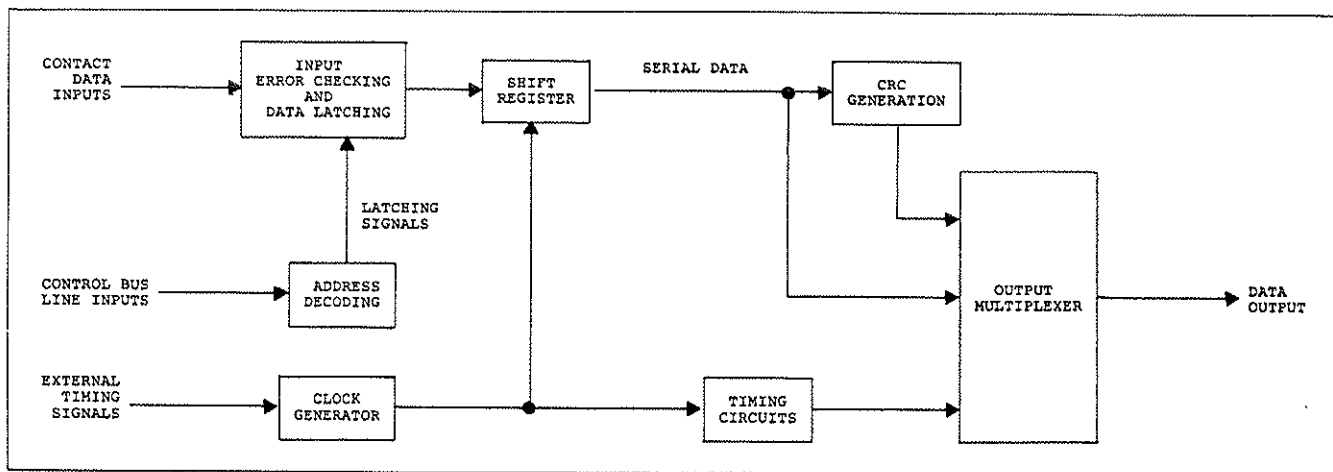 CONTACT
DATA
INPUTS
INPUT
ERROR CHECKING
AND
DATA LATCHING
SHIFT
REGISTER
SERIAL DATA
CRC
GENERATION
LATCHING
SIGNALS
CONTROL BUS
LINE INPUTS
ADDRESS
DECODING
OUTPUT
MULTIPLEXER
DATA
OUTPUT
EXTERNAL
TIMING
SIGNALS
CLOCK
GENERATOR
TIMING
CIRCUITS